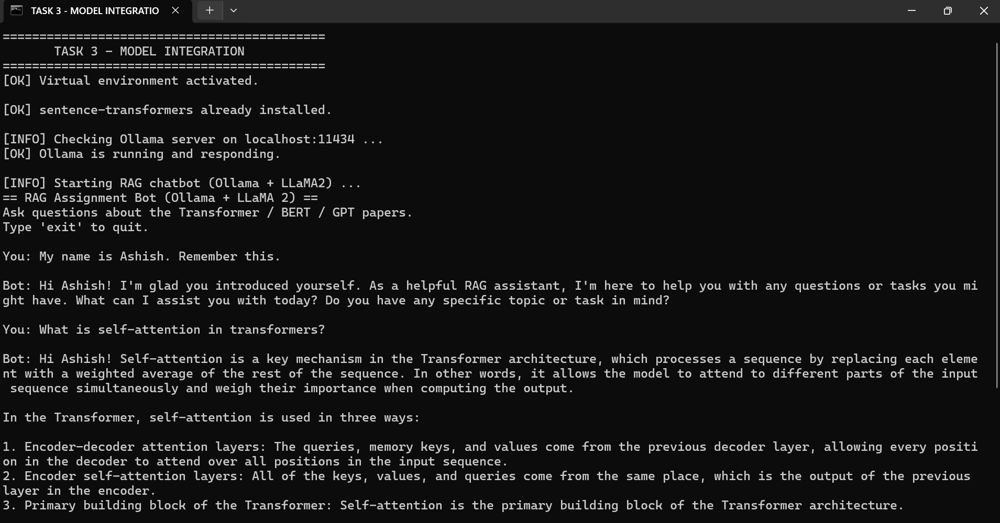 TASK 3 - MODEL INTEGRATIO
============================================
TASK 3 - MODEL INTEGRATION
============================================
[OK] Virtual environment activated.
[OK] sentence-transformers already installed.
[INFO] Checking Ollama server on localhost:11434 ...
[OK] Ollama is running and responding.
[INFO] Starting RAG chatbot (Ollama + LLaMA2) ...
== RAG Assignment Bot (Ollama + LLaMA 2) ==
Ask questions about the Transformer / BERT / GPT papers.
Type 'exit' to quit.
You: My name is Ashish. Remember this.
Bot: Hi Ashish! I'm glad you introduced yourself. As a helpful RAG assistant, I'm here to help you with any questions or tasks you mi
ght have. What can I assist you with today? Do you have any specific topic or task in mind?
You: What is self-attention in transformers?
Bot: Hi Ashish! Self-attention is a key mechanism in the Transformer architecture, which processes a sequence by replacing each eleme
nt with a weighted average of the rest of the sequence. In other words, it allows the model to attend to different parts of the input
 sequence simultaneously and weigh their importance when computing the output.
In the Transformer, self-attention is used in three ways:
1. Encoder-decoder attention layers: The queries, memory keys, and values come from the previous decoder layer, allowing every positi
on in the decoder to attend over all positions in the input sequence.
2. Encoder self-attention layers: All of the keys, values, and queries come from the same place, which is the output of the previous
layer in the encoder.
3. Primary building block of the Transformer: Self-attention is the primary building block of the Transformer architecture.